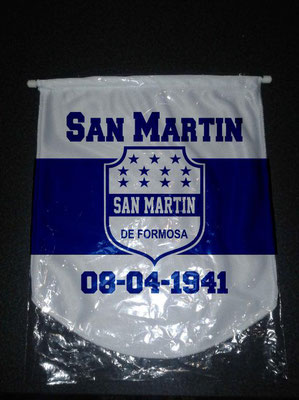 SAN MARTIN
SAN MARTIN
DE FORMOSA
08-04-1941